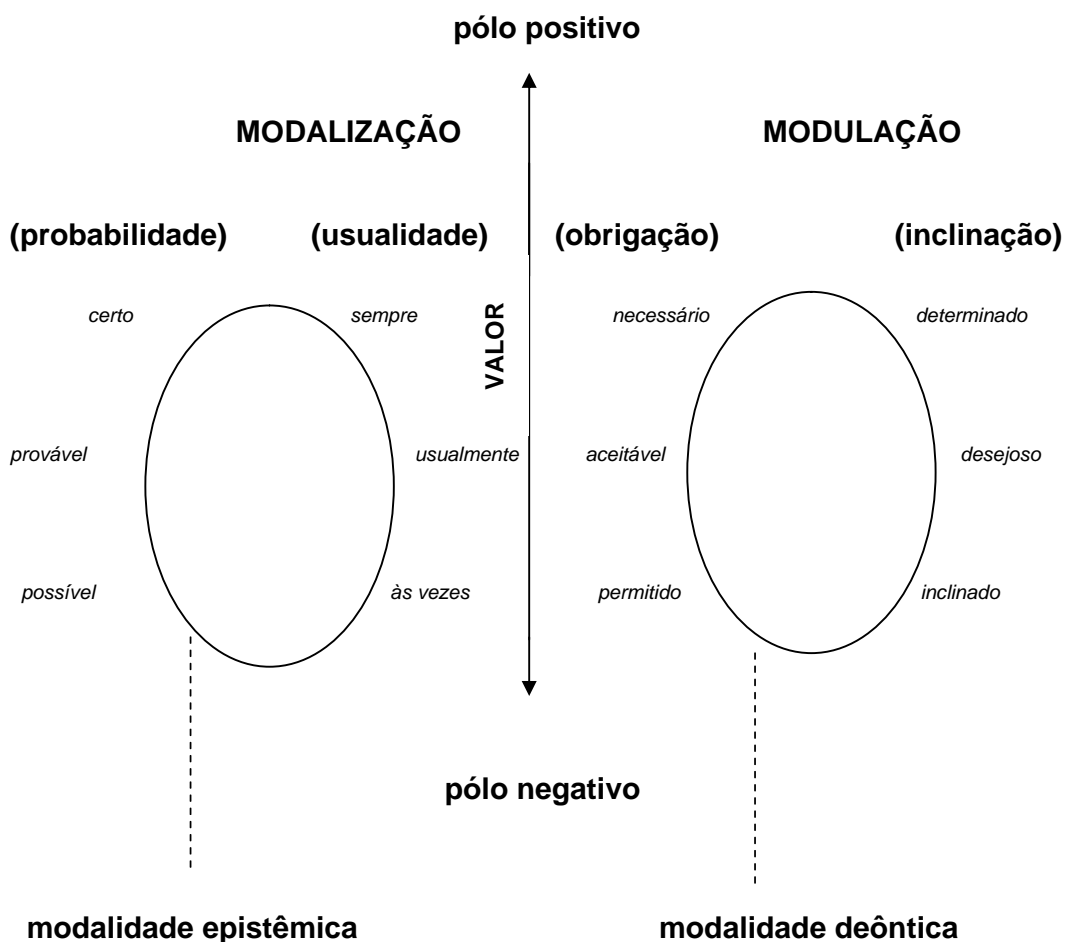 pólo positivo
MODALIZAÇÃO MODULAÇÃO
(probabilidade) (usualidade) (obrigação) (inclinação)
certo sempre necessário determinado
VALOR
provável usualmente aceitável desejoso
possível às vezes permitido inclinado
pólo negativo
modalidade epistêmica modalidade deôntica